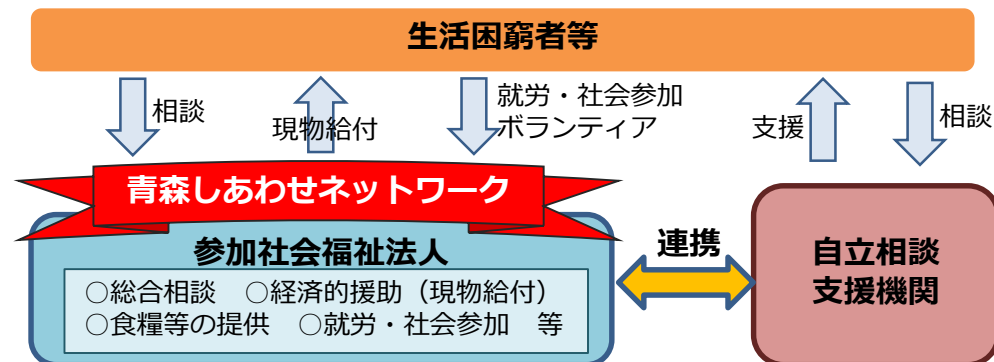 生活困窮者等
相談
現物給付
就労・社会参加
ボランティア
支援
相談
青森しあわせネットワーク
参加社会福祉法人
○総合相談　○経済的援助（現物給付）
○食糧等の提供　○就労・社会参加　等
連携
自立相談
支援機関